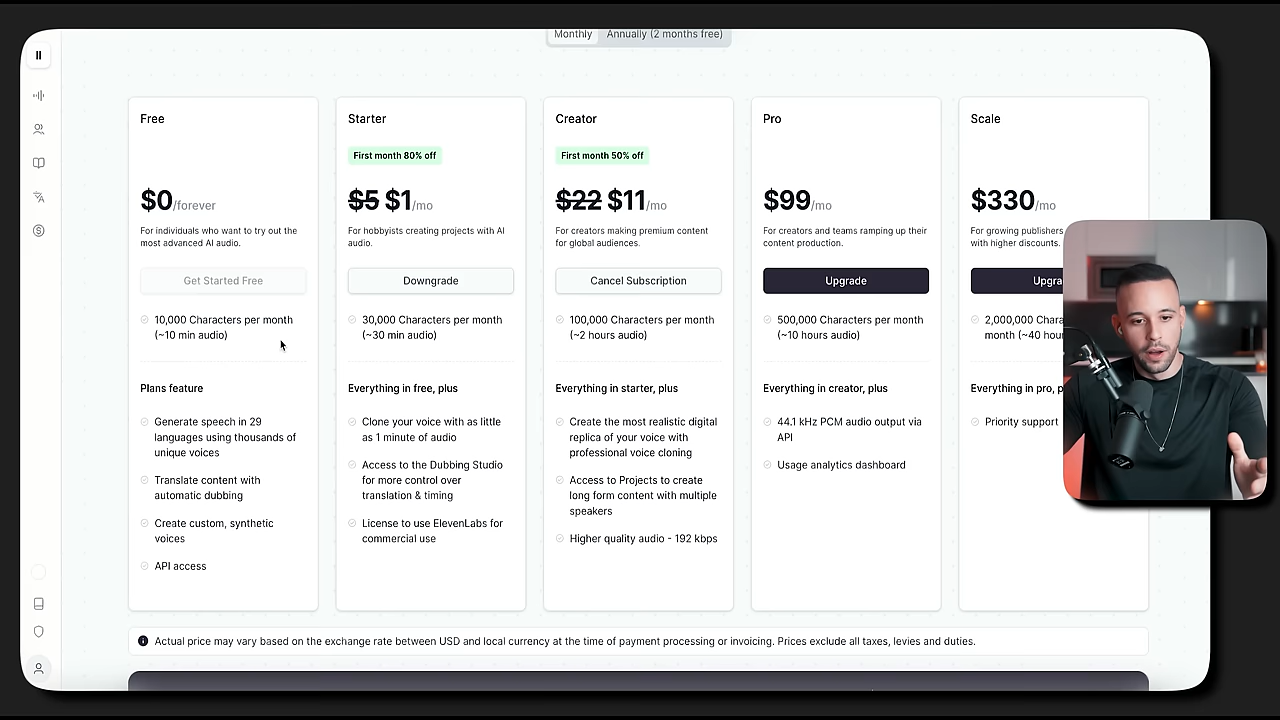 Monthly
Annually (2 months free)
Free
$0/forever
For individuals who want to try out the
most advanced AI audio.
Get Started Free
10,000 Characters per month
(~10 min audio)
Plans feature
Generate speech in 29
languages using thousands of
unique voices
Translate content with
automatic dubbing
Create custom, synthetic
voices
API access
Starter
First month 80% off
$5 $1/mo
For hobbyists creating projects with AI
audio.
Downgrade
30,000 Characters per month
(~30 min audio)
Everything in free, plus
Clone your voice with as little
as 1 minute of audio
Access to the Dubbing Studio
for more control over
translation & timing
License to use ElevenLabs for
commercial use
Creator
First month 50% off
$22 $11/mo
For creators making premium content
for global audiences.
Cancel Subscription
100,000 Characters per month
(~2 hours audio)
Everything in starter, plus
Create the most realistic digital
replica of your voice with
professional voice cloning
Access to Projects to create
long form content with multiple
speakers
Higher quality audio - 192 kbps
Pro
$99/mo
For creators and teams ramping up their
content production.
Upgrade
500,000 Characters per month
(~10 hours audio)
Everything in creator, plus
44.1 kHz PCM audio output via
API
Usage analytics dashboard
Scale
$330/mo
For growing publishers
with higher discounts.
Upgra
2,000,000 Chara
month (~40 hou
Everything in pro, p
Priority support
Actual price may vary based on the exchange rate between USD and local currency at the time of payment processing or invoicing. Prices exclude all taxes, levies and duties.